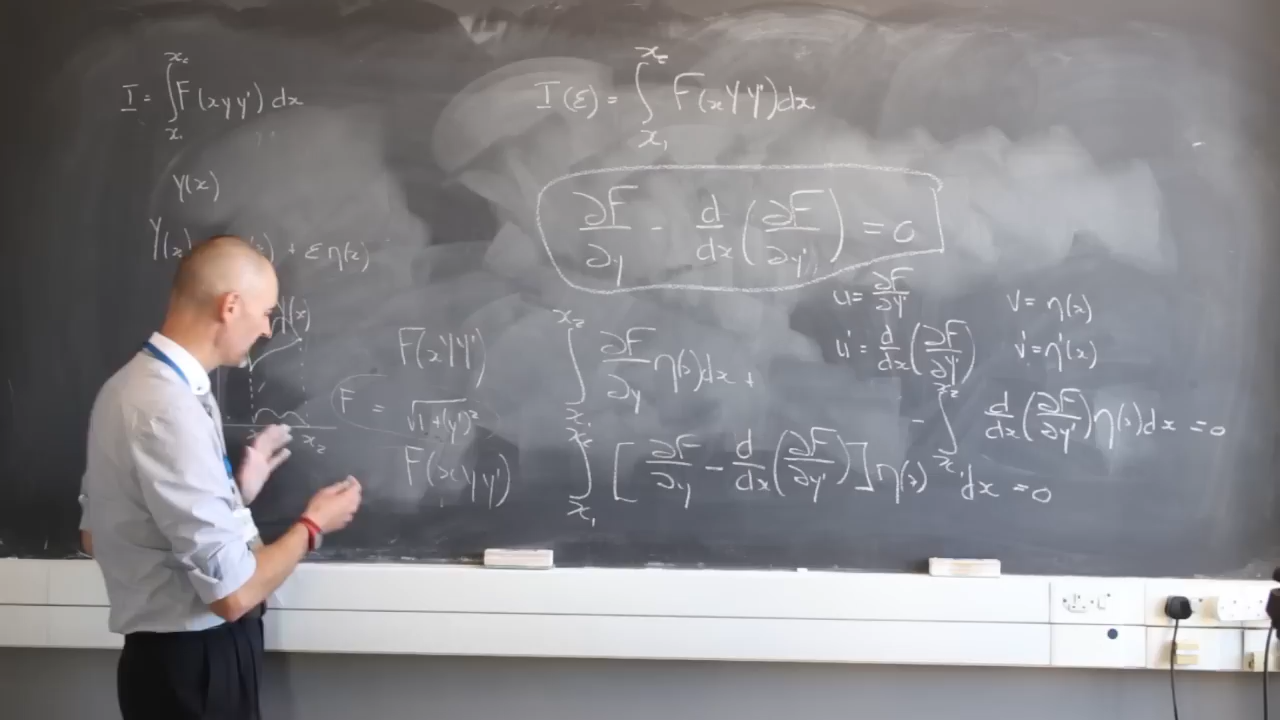 I = ∫_{x₁}^{x₂} F(x y y') dx
y(x)
Y(x) + εη(x)
y(x)
x₂
F(x Y Y')
F = √1+(y')²
F(x y y')
I(ε) = ∫_{x₁}^{x₂} F(x Y Y') dx
∂F/∂y - d/dx(∂F/∂y') = 0
u = ∂F/∂y' v = η(x)
u' = d/dx(∂F/∂y') v' = η'(x)
∫_{x₁}^{x₂} ∂F/∂y η(x) dx + - ∫_{x₁}^{x₂} d/dx(∂F/∂y') η(x) dx = 0
∫_{x₁}^{x₂} [∂F/∂y - d/dx(∂F/∂y')] η(x) dx = 0